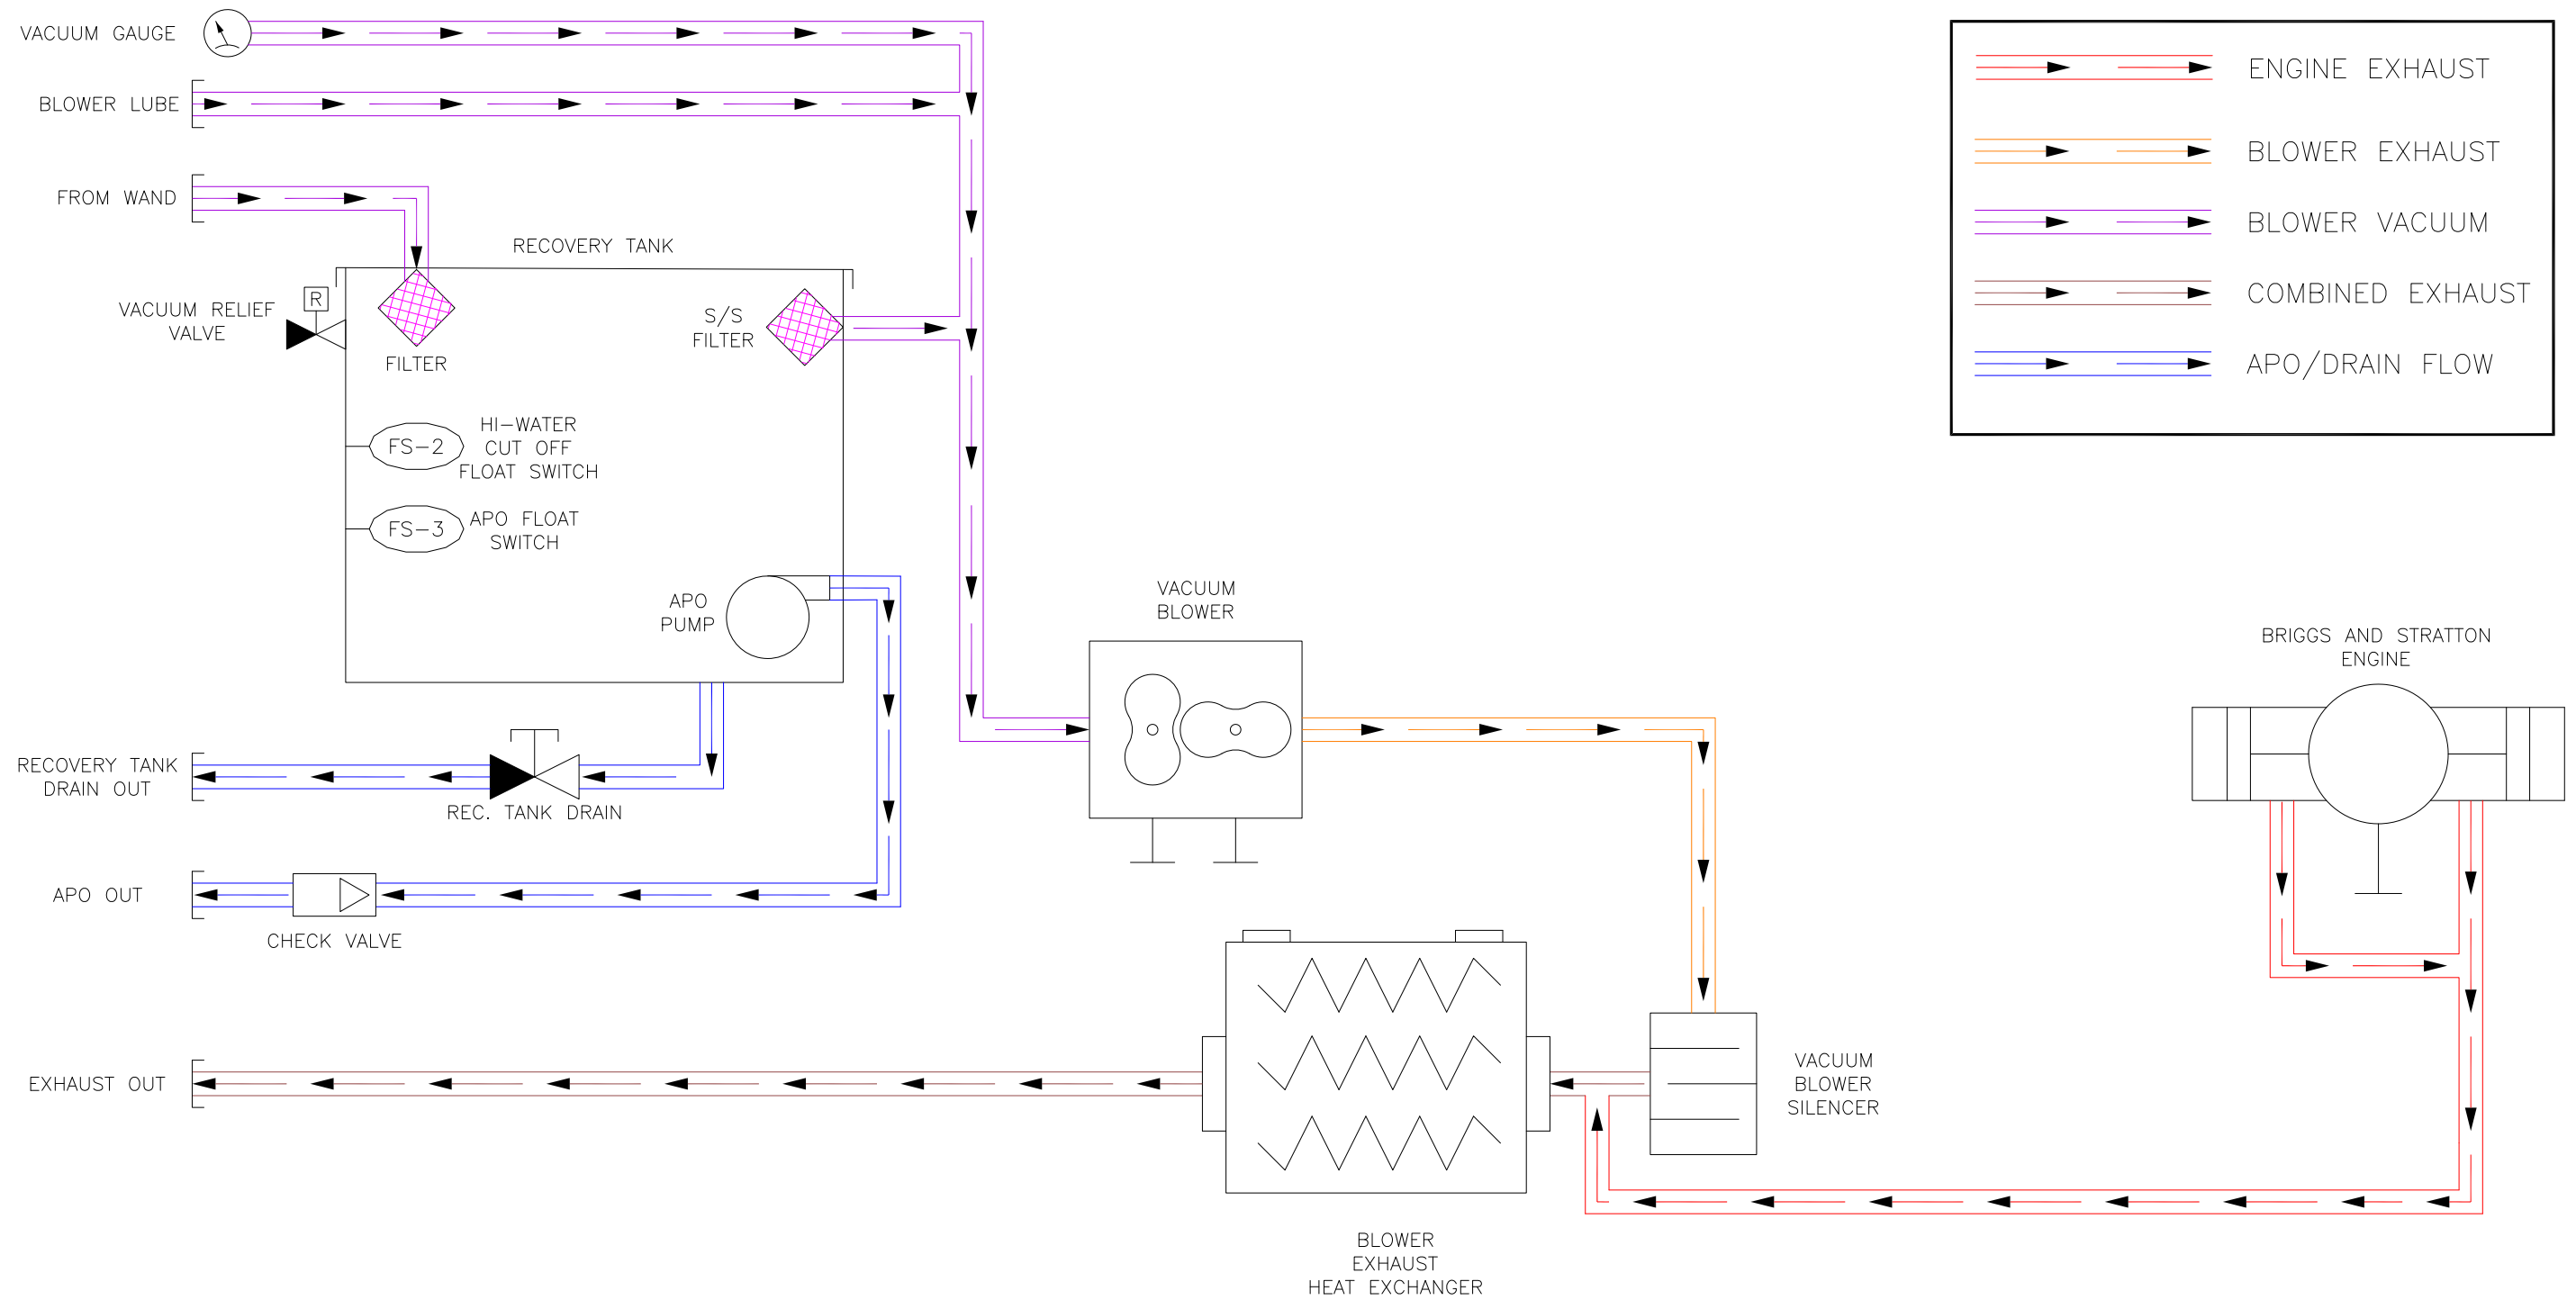 VACUUM GAUGE
BLOWER LUBE
FROM WAND
RECOVERY TANK
VACUUM RELIEF
VALVE
R
FILTER
S/S
FILTER
FS-2
HI-WATER
CUT OFF
FLOAT SWITCH
FS-3
APO FLOAT
SWITCH
APO
PUMP
RECOVERY TANK
DRAIN OUT
REC. TANK DRAIN
APO OUT
CHECK VALVE
EXHAUST OUT
VACUUM
BLOWER
BLOWER
EXHAUST
HEAT EXCHANGER
VACUUM
BLOWER
SILENCER
BRIGGS AND STRATTON
ENGINE
ENGINE EXHAUST
BLOWER EXHAUST
BLOWER VACUUM
COMBINED EXHAUST
APO/DRAIN FLOW